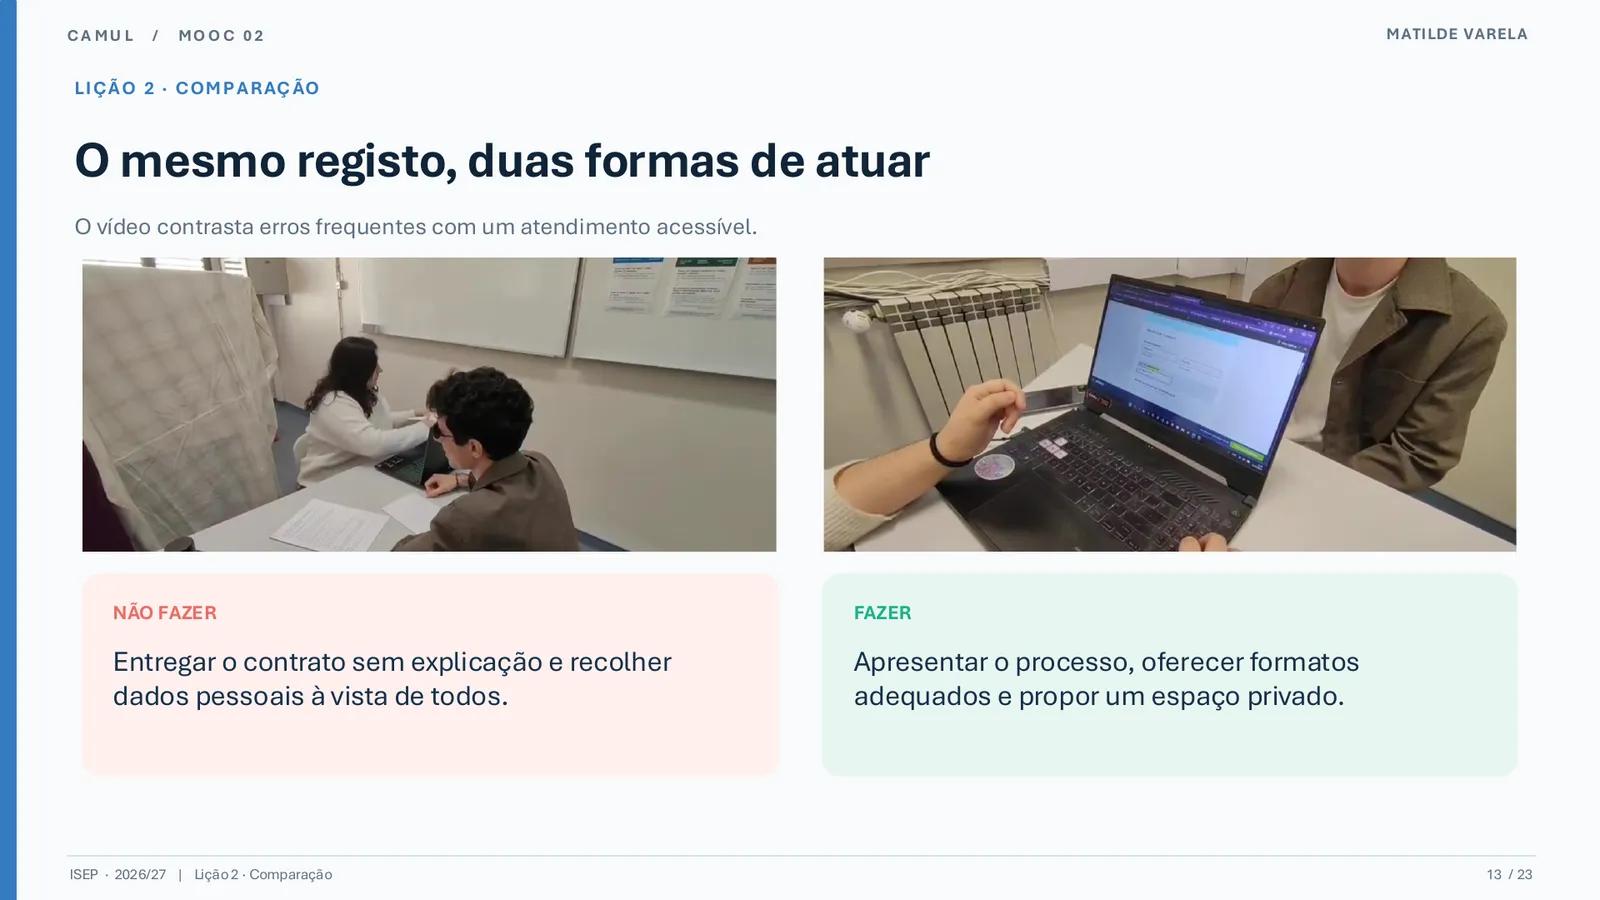 CAMUL / MOOC 02
MATILDE VARELA
LIÇÃO 2 · COMPARAÇÃO
O mesmo registo, duas formas de atuar
O vídeo contrasta erros frequentes com um atendimento acessível.
NÃO FAZER
Entregar o contrato sem explicação e recolher
dados pessoais à vista de todos.
FAZER
Apresentar o processo, oferecer formatos
adequados e propor um espaço privado.
ISEP · 2026/27 | Lição 2 · Comparação
13 / 23